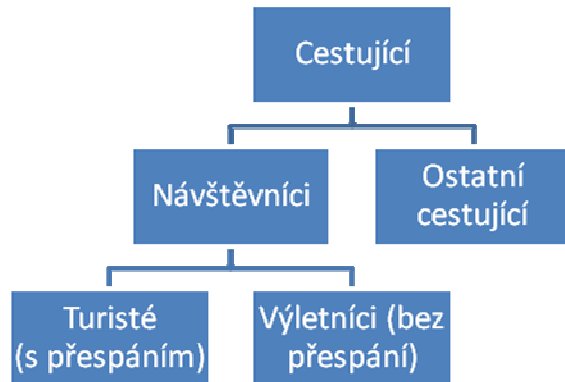 Cestující
Návštěvníci
Ostatní
cestující
Turisté
(s přespáním)
Výletníci (bez
přespání)